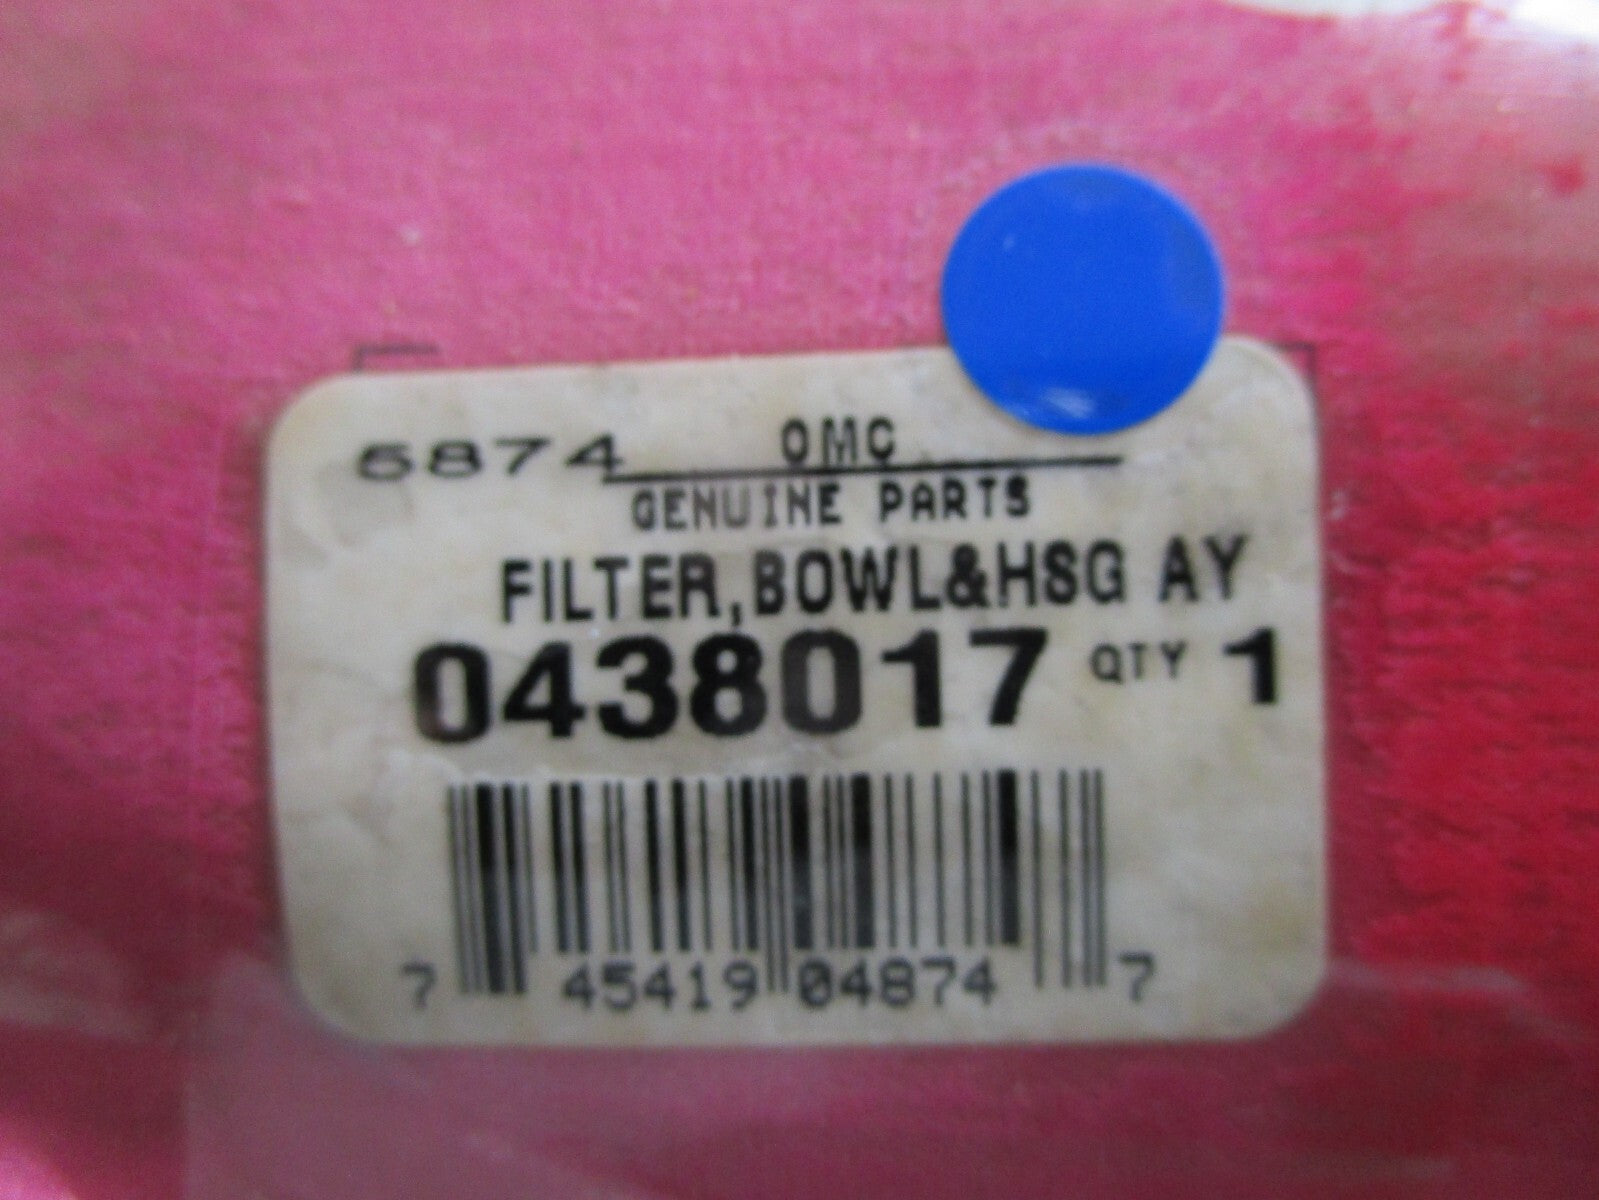 6874 OMC
GENUINE PARTS
FILTER,BOWL&HSG AY
0438017 QTY 1
7 45419 04874 7